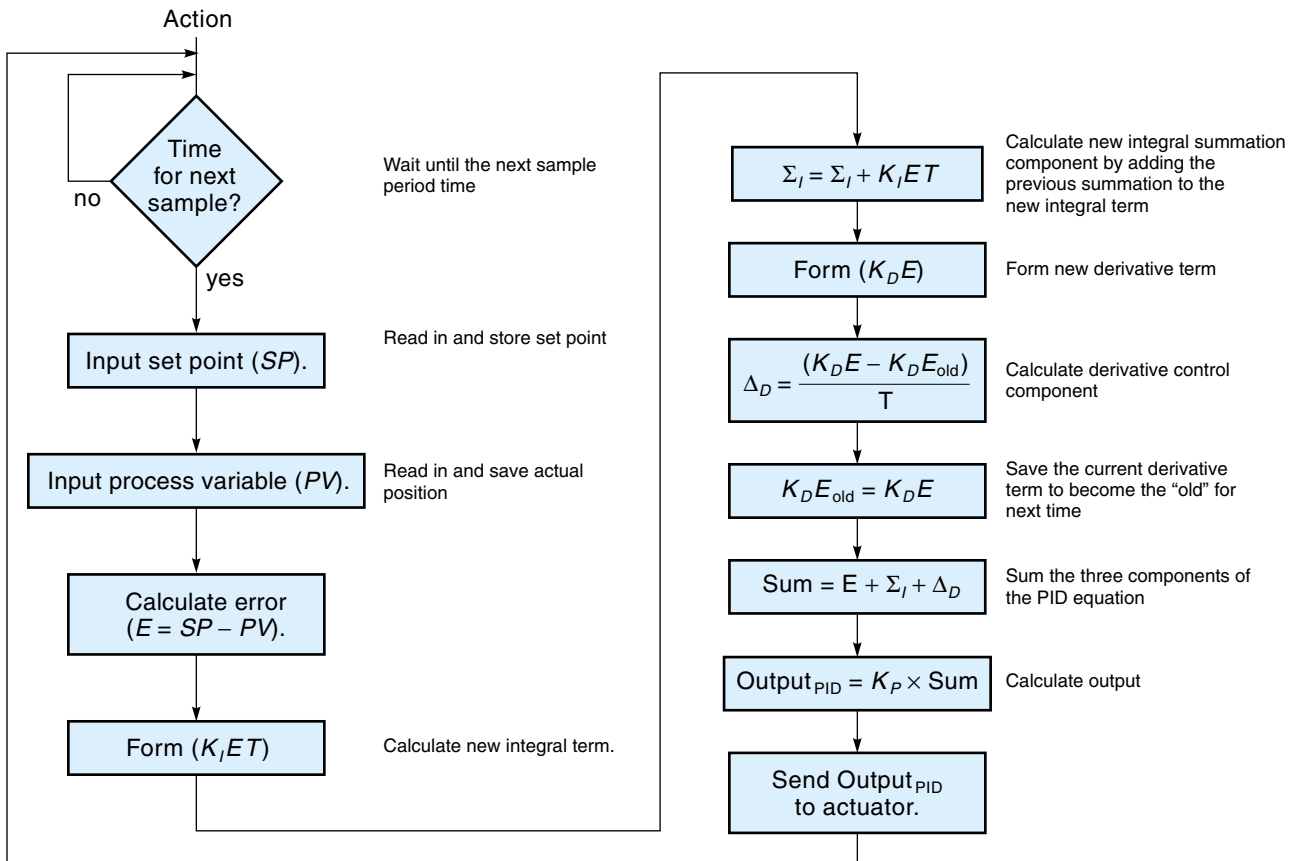 Action
Time
for next
sample?
no
yes
Wait until the next sample
period time
Input set point (SP).
Read in and store set point
Input process variable (PV).
Read in and save actual
position
Calculate error
(E = SP – PV).
Form (K_I ET)
Calculate new integral term.
Σ_I = Σ_I + K_I ET
Calculate new integral summation
component by adding the
previous summation to the
new integral term
Form (K_D E)
Form new derivative term
Δ_D = (K_D E – K_D E_old) / T
Calculate derivative control
component
K_D E_old = K_D E
Save the current derivative
term to become the “old” for
next time
Sum = E + Σ_I + Δ_D
Sum the three components of
the PID equation
Output_PID = K_P × Sum
Calculate output
Send Output_PID
to actuator.